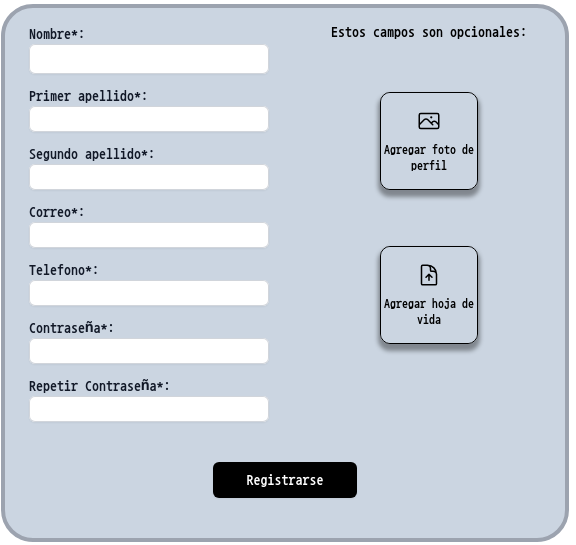 Nombre*:
Primer apellido*:
Segundo apellido*:
Correo*:
Telefono*:
Contraseña*:
Repetir Contraseña*:
Estos campos son opcionales:
Agregar foto de
perfil
Agregar hoja de
vida
Registrarse